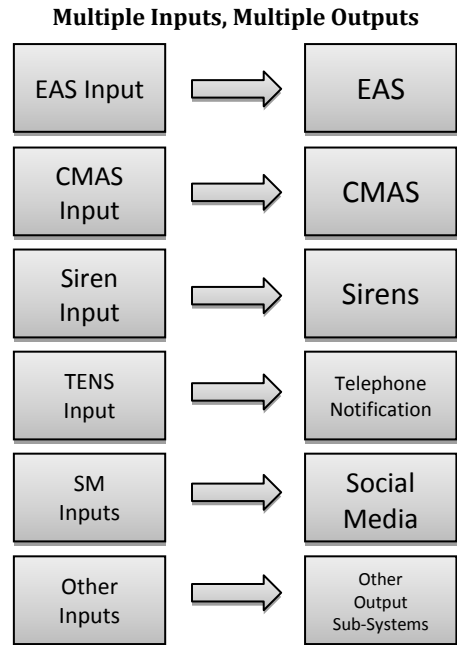 Multiple Inputs, Multiple Outputs
EAS Input
EAS
CMAS
Input
CMAS
Siren
Input
Sirens
TENS
Input
Telephone
Notification
SM
Inputs
Social
Media
Other
Inputs
Other
Output
Sub-Systems